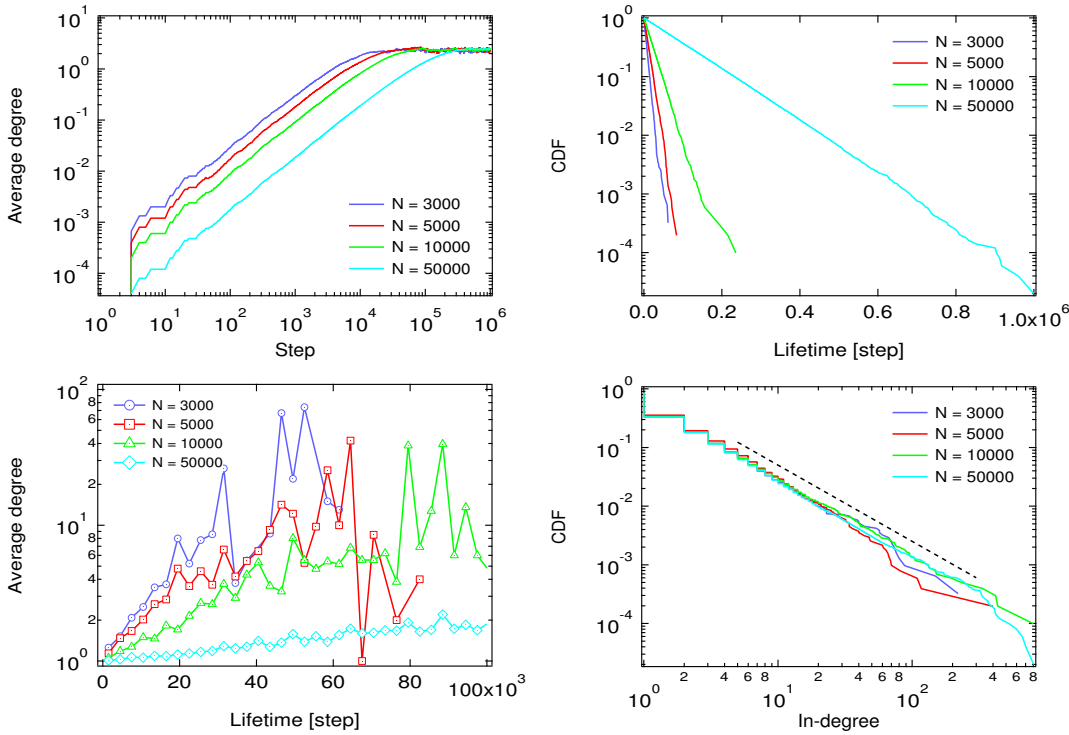 10^1
10^0
10^-1
10^-2
10^-3
10^-4
Average degree
N = 3000
N = 5000
N = 10000
N = 50000
10^0 10^1 10^2 10^3 10^4 10^5 10^6
Step
10^0
10^-1
10^-2
10^-3
10^-4
CDF
N = 3000
N = 5000
N = 10000
N = 50000
0.0 0.2 0.4 0.6 0.8 1.0x10^6
Lifetime [step]
10^2
8
6
4
2
10^1
8
6
4
2
10^0
Average degree
N = 3000
N = 5000
N = 10000
N = 50000
0 20 40 60 80 100x10^3
Lifetime [step]
10^0
10^-1
10^-2
10^-3
10^-4
CDF
N = 3000
N = 5000
N = 10000
N = 50000
10^0 2 4 6 8 10^1 2 4 6 8 10^2 2 4 6 8
In-degree